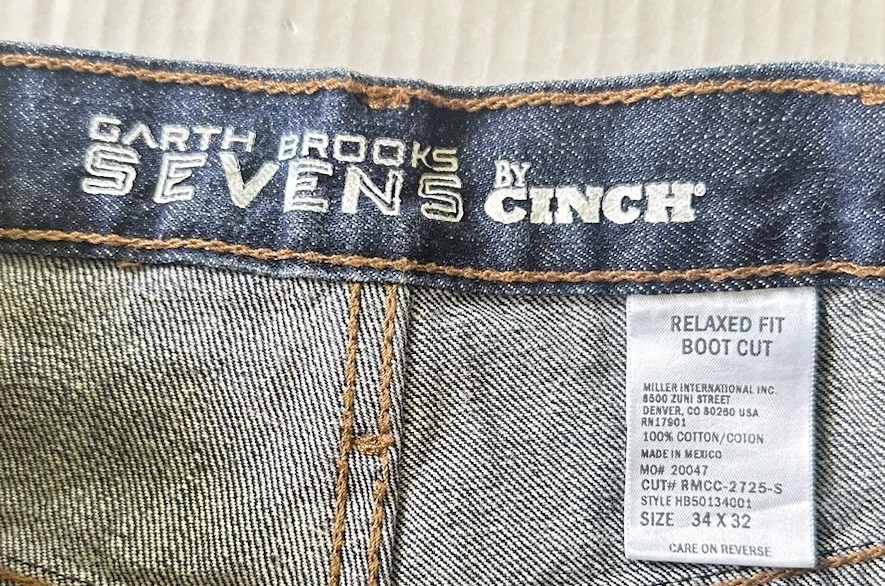 GARTH BROOKS
SEVENS
BY
CINCH®
RELAXED FIT
BOOT CUT
MILLER INTERNATIONAL INC.
8500 ZUNI STREET
DENVER, CO 80260 USA
RN17901
100% COTTON/COTON
MADE IN MEXICO
MO# 20047
CUT# RMCC-2725-S
STYLE HB50134001
SIZE 34 X 32
CARE ON REVERSE